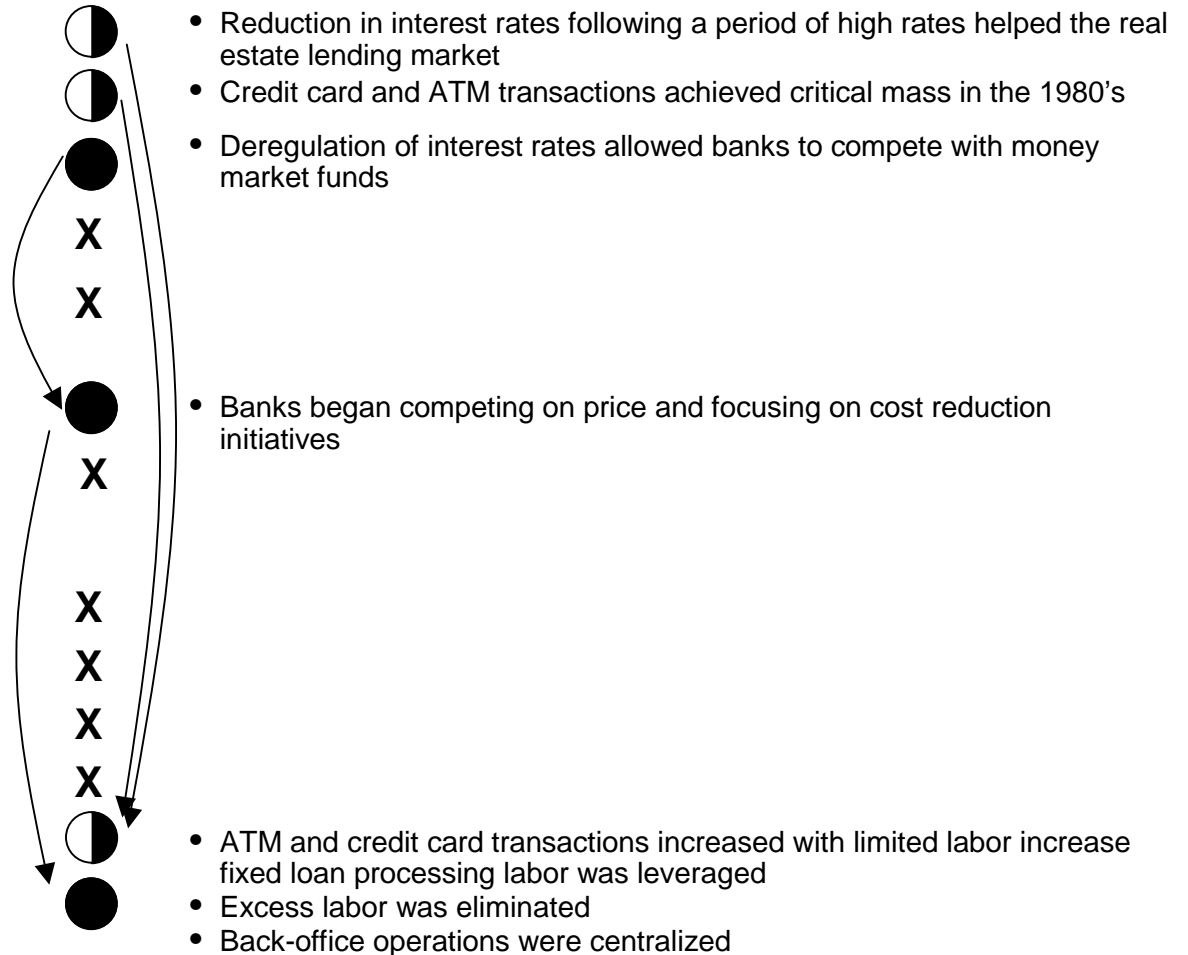 • Reduction in interest rates following a period of high rates helped the real
estate lending market
• Credit card and ATM transactions achieved critical mass in the 1980's
• Deregulation of interest rates allowed banks to compete with money
market funds
X
X
• Banks began competing on price and focusing on cost reduction
initiatives
X
X
X
X
X
• ATM and credit card transactions increased with limited labor increase
fixed loan processing labor was leveraged
• Excess labor was eliminated
• Back-office operations were centralized